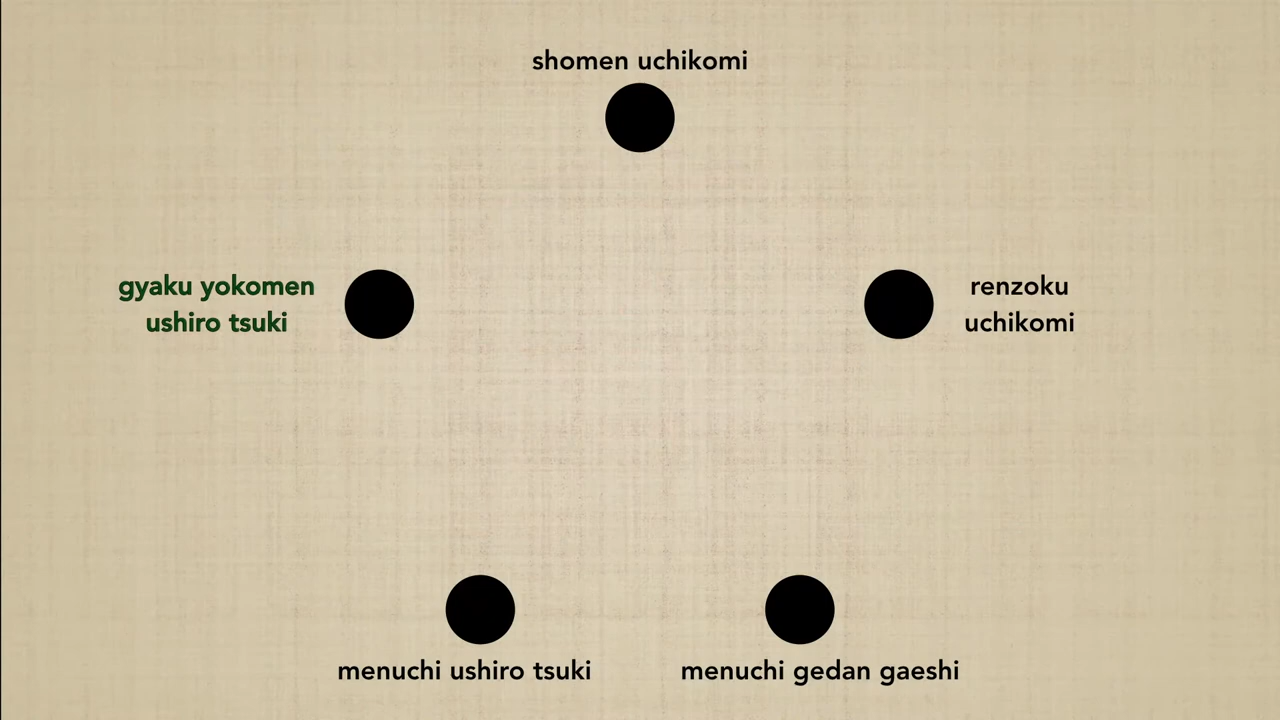 shomen uchikomi
gyaku yokomen
ushiro tsuki
renzoku
uchikomi
menuchi ushiro tsuki
menuchi gedan gaeshi